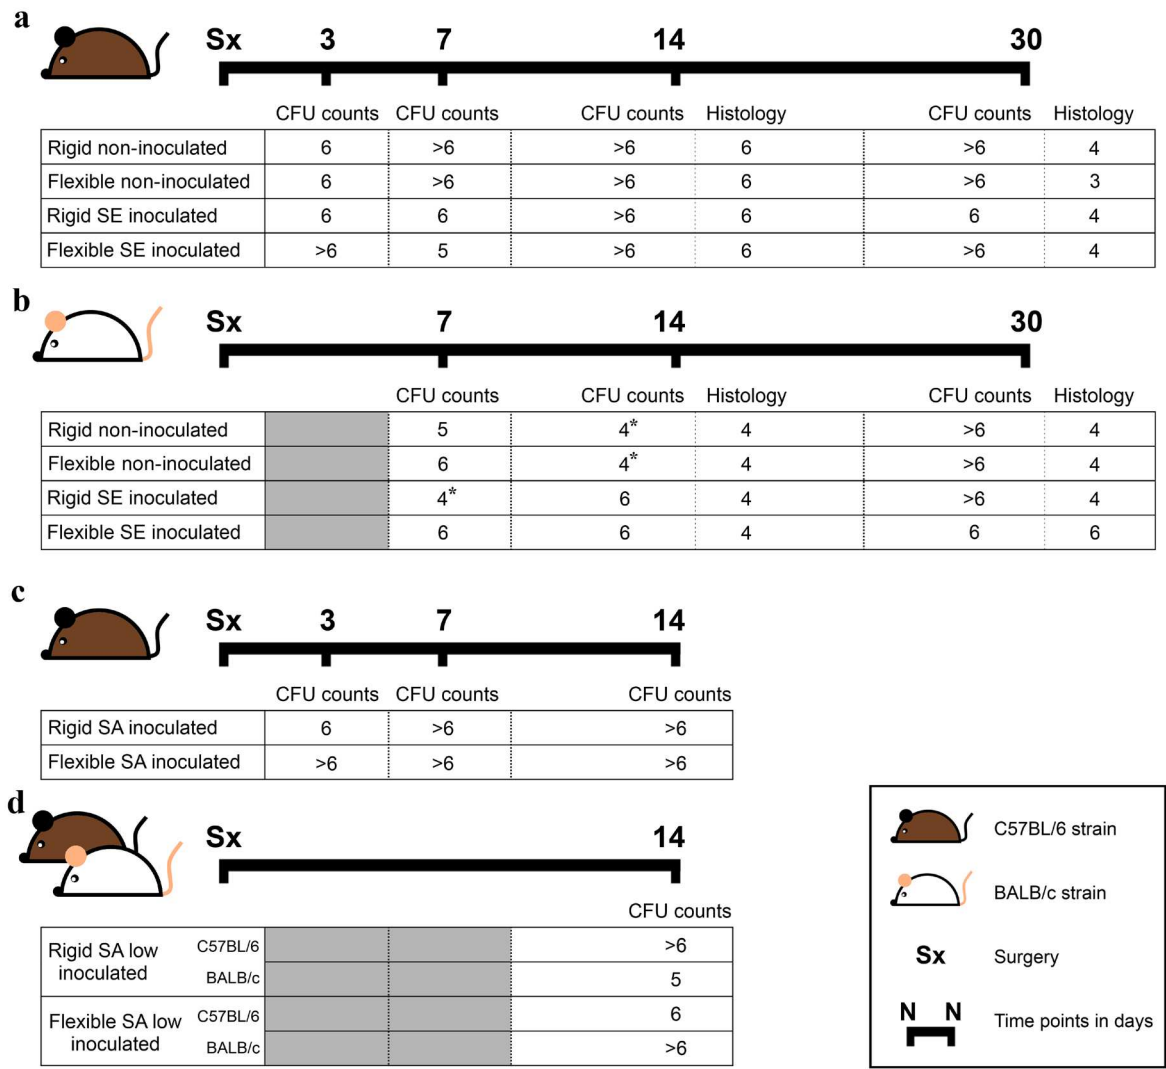 a
Sx 3 7 14 30
CFU counts CFU counts CFU counts Histology CFU counts Histology
Rigid non-inoculated 6 >6 >6 6 >6 4
Flexible non-inoculated 6 >6 >6 6 >6 3
Rigid SE inoculated 6 6 >6 6 6 4
Flexible SE inoculated >6 5 >6 6 >6 4
b
Sx 7 14 30
CFU counts CFU counts Histology CFU counts Histology
Rigid non-inoculated 5 4* 4 >6 4
Flexible non-inoculated 6 4* 4 >6 4
Rigid SE inoculated 4* 6 4 >6 4
Flexible SE inoculated 6 6 4 6 6
c
Sx 3 7 14
CFU counts CFU counts CFU counts
Rigid SA inoculated 6 >6 >6
Flexible SA inoculated >6 >6 >6
d
Sx 14
CFU counts
Rigid SA low inoculated
C57BL/6 >6
BALB/c 5
Flexible SA low inoculated
C57BL/6 6
BALB/c >6
C57BL/6 strain
BALB/c strain
Sx Surgery
N N Time points in days